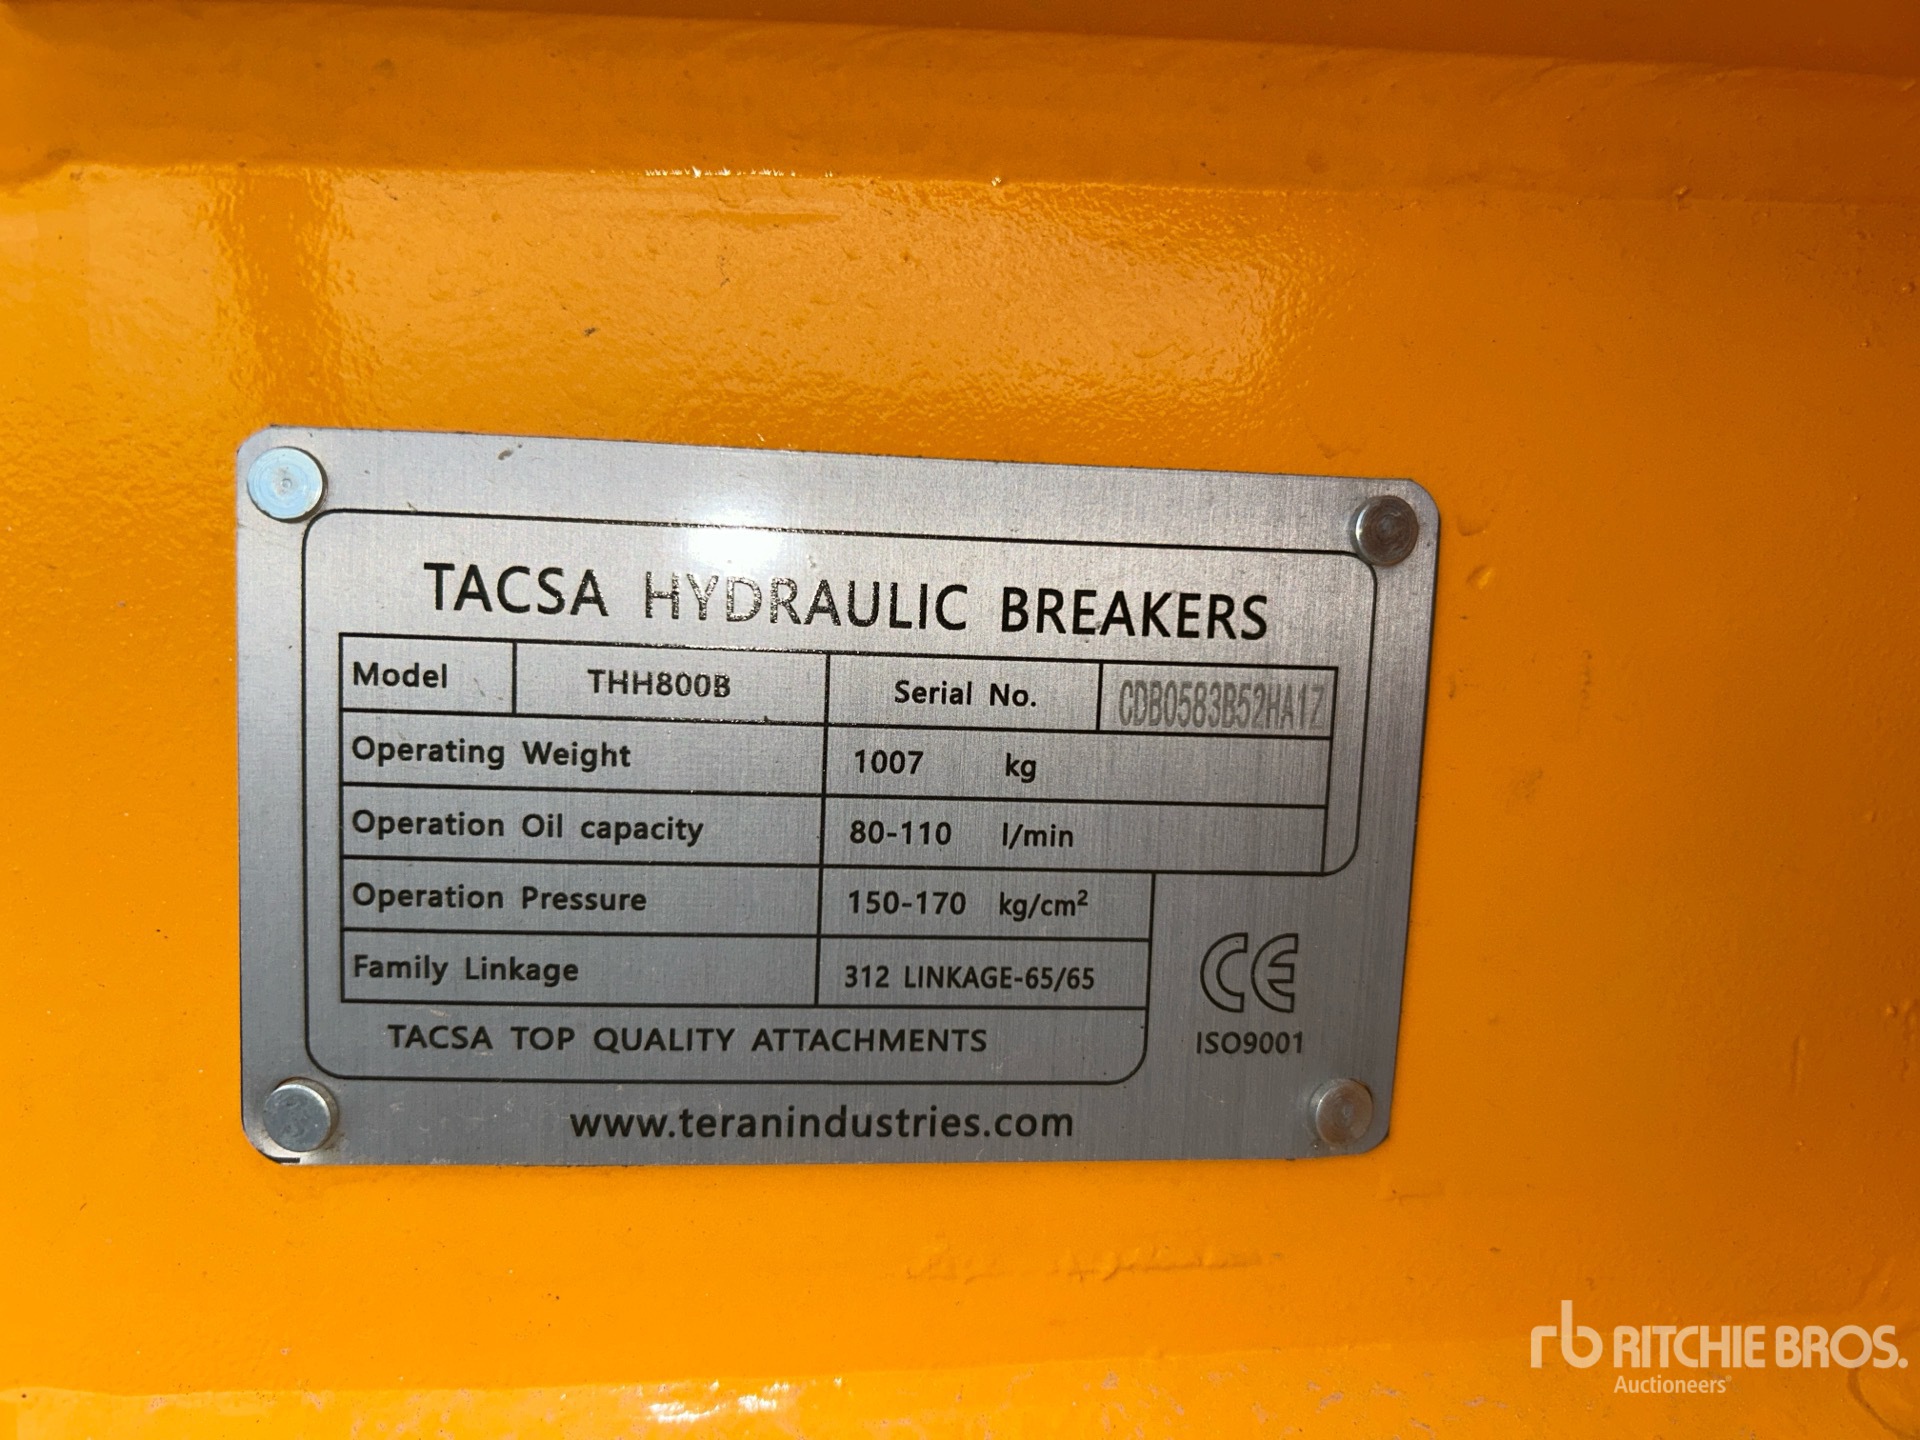 TACSA HYDRAULIC BREAKERS
Model THH800B Serial No. CDB0583B52HA1Z
Operating Weight 1007 kg
Operation Oil capacity 80-110 l/min
Operation Pressure 150-170 kg/cm²
Family Linkage 312 LINKAGE-65/65
CE
ISO9001
TACSA TOP QUALITY ATTACHMENTS
www.teranindustries.com
rb RITCHIE BROS.
Auctioneers